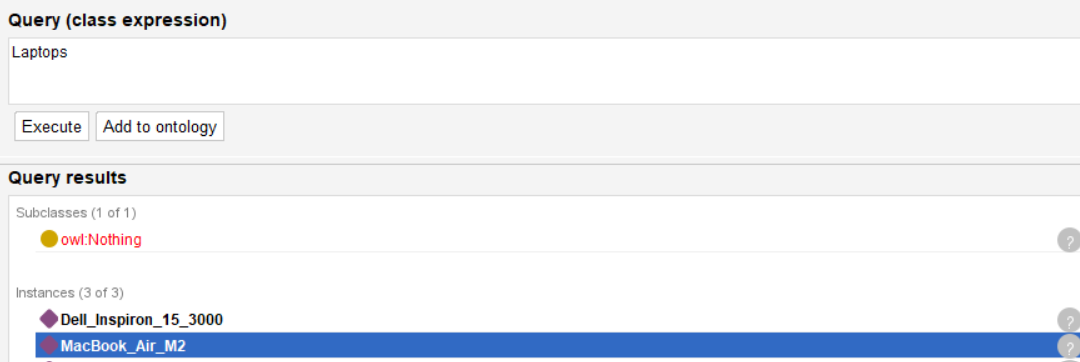 Query (class expression)
Laptops
Execute Add to ontology
Query results
Subclasses (1 of 1)
owl:Nothing ?
Instances (3 of 3)
Dell_Inspiron_15_3000 ?
MacBook_Air_M2 ?